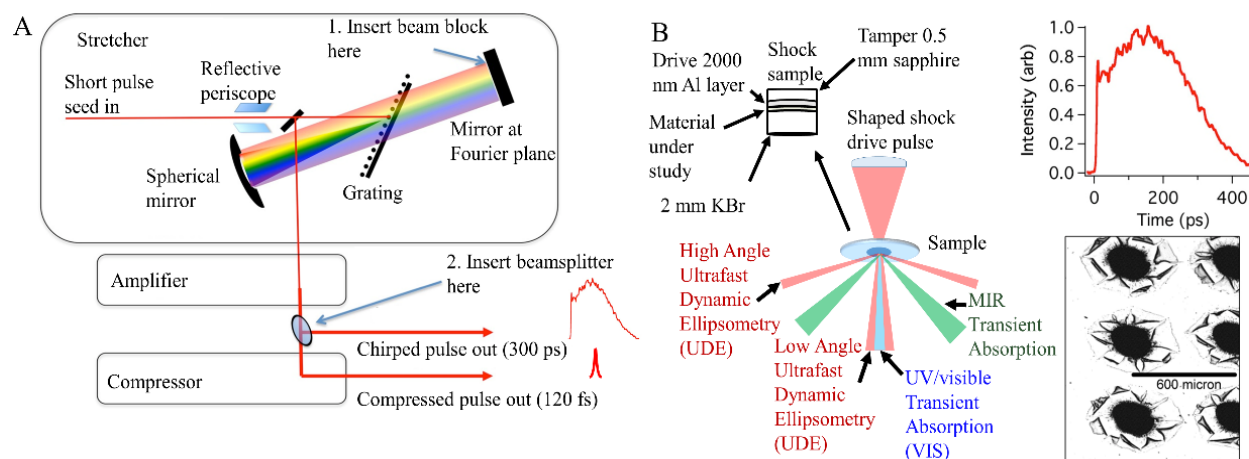 A
Stretcher
1. Insert beam block
here
Short pulse
seed in
Reflective
periscope
Spherical
mirror
Grating
Mirror at
Fourier plane
Amplifier
2. Insert beamsplitter
here
Chirped pulse out (300 ps)
Compressor
Compressed pulse out (120 fs)
B
Drive 2000
nm Al layer
Shock
sample
Tamper 0.5
mm sapphire
Material
under
study
2 mm KBr
Shaped shock
drive pulse
Sample
High Angle
Ultrafast
Dynamic
Ellipsometry
(UDE)
Low Angle
Ultrafast
Dynamic
Ellipsometry
(UDE)
UV/visible
Transient
Absorption
(VIS)
MIR
Transient
Absorption
Intensity (arb)
1.0
0.8
0.6
0.4
0.2
0.0
0 200 400
Time (ps)
600 micron